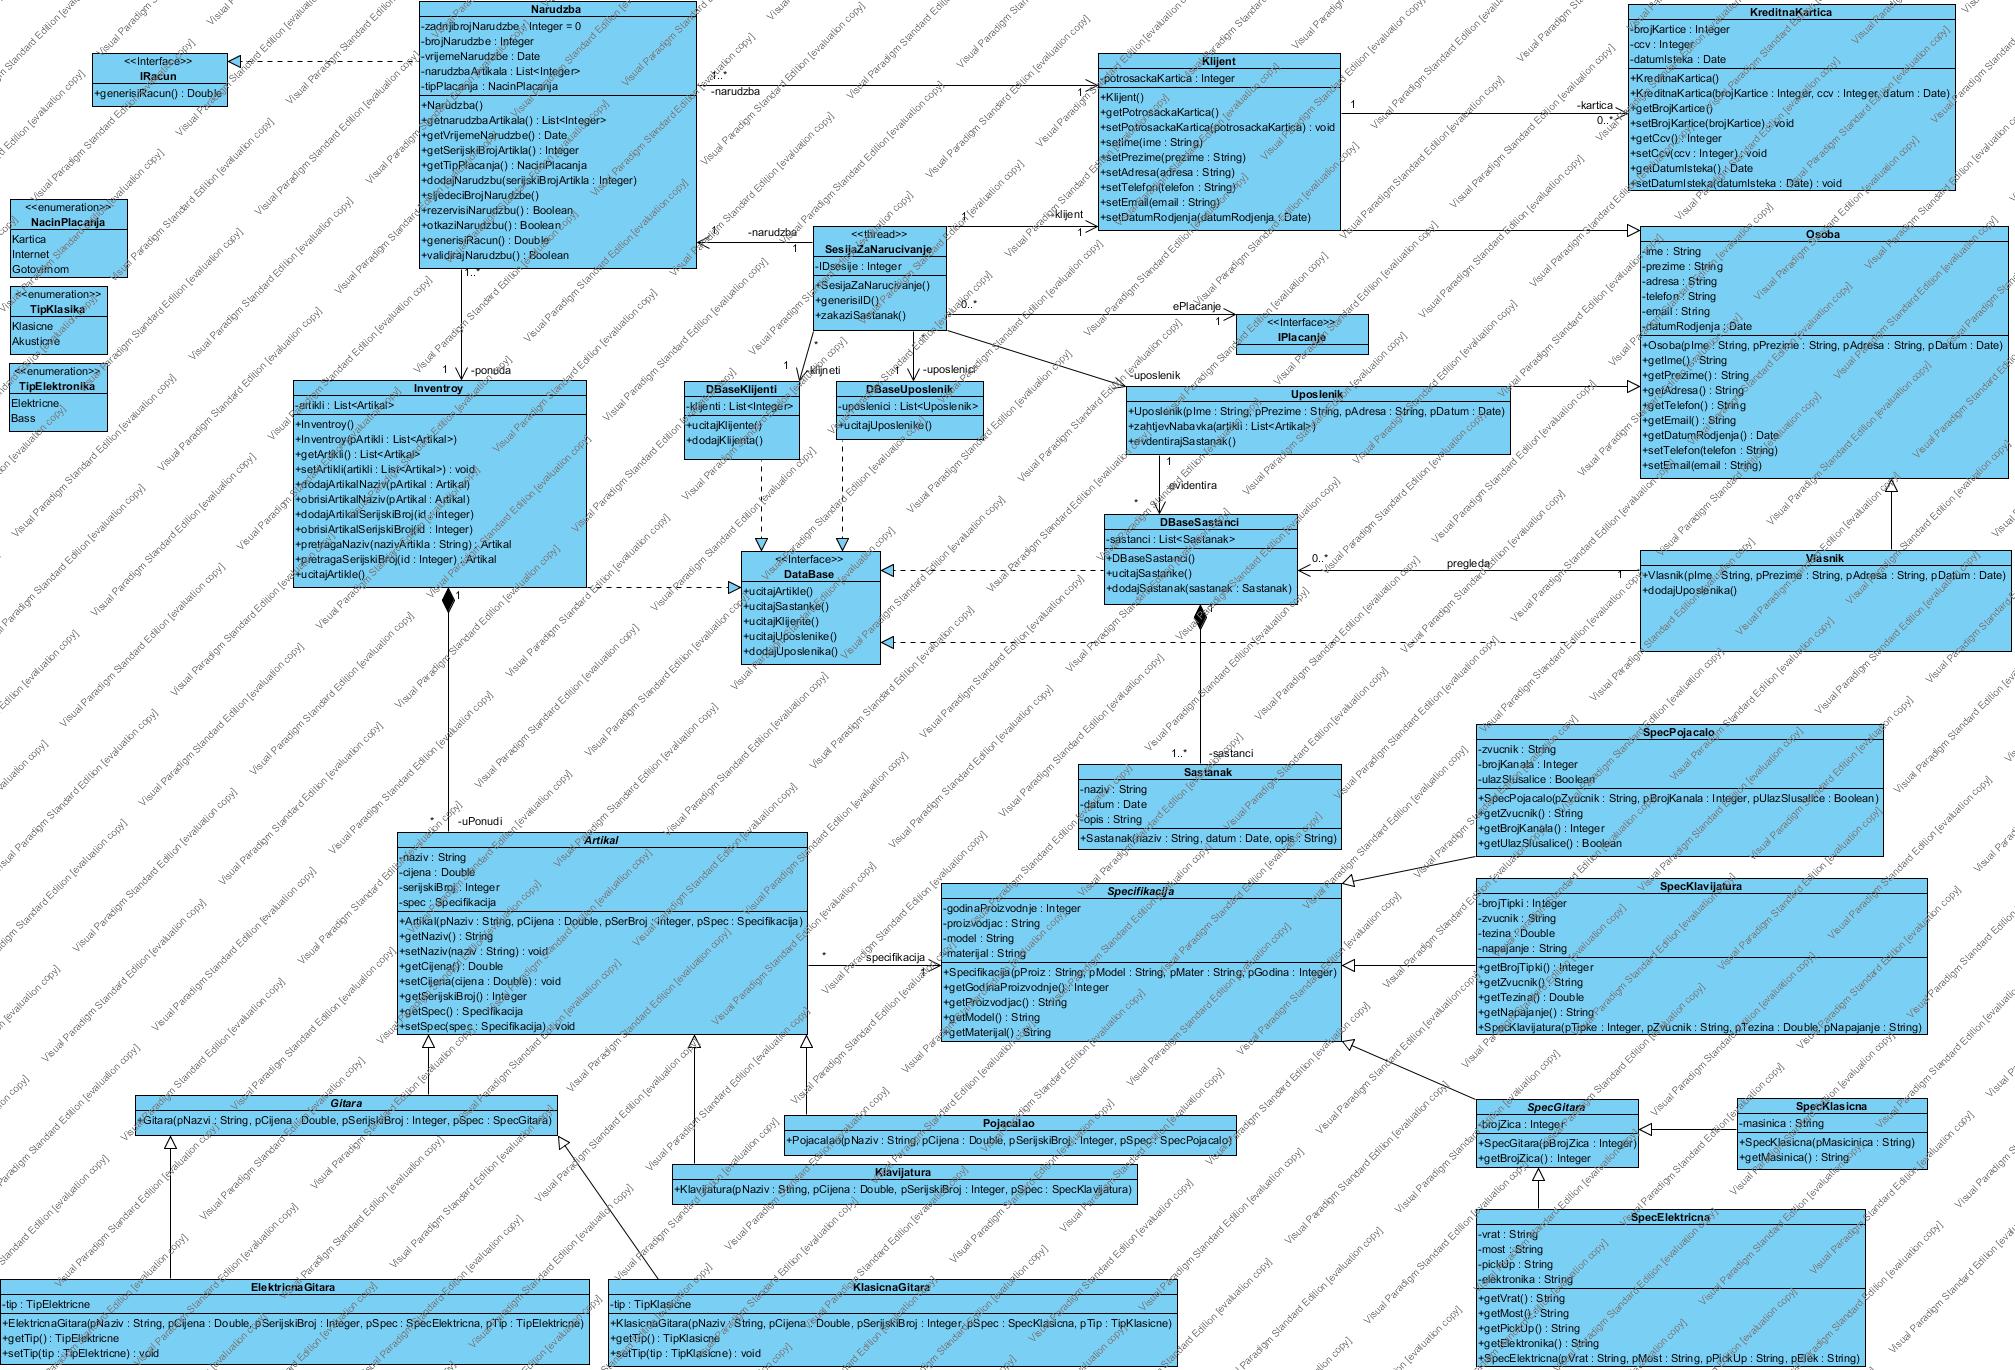 Narudzba
-zadnjibrojNarudzbe : Integer = 0
-brojNarudzbe : Integer
-vrijemeNarudzbe : Date
-narudzbaArtikala : List<Integer>
-tipPlacanja : NacinPlacanja
+Narudzba()
+getnarudzbaArtikala() : List<Integer>
+getVrijemeNarudzbe() : Date
+getSerijskiBrojArtikla() : Integer
+getTipPlacanja() : NacinPlacanja
+dodajNarudzbu(serijskiBrojArtikla : Integer)
+sljedeciBrojNarudzbe()
+rezervisiNarudzbu() : Boolean
+otkaziNarudzbu() : Boolean
+generisiRacun() : Double
+validirajNarudzbu() : Boolean
<<Interface>>
IRacun
+generisiRacun() : Double
<<enumeration>>
NacinPlacanja
Kartica
Internet
Gotovinom
<<enumeration>>
TipKlasika
Klasicne
Akusticne
<<enumeration>>
TipElektronika
Elektricne
Bass
1..*
-narudzba
1
Klijent
-potrosackaKartica : Integer
+Klijent()
+getPotrosackaKartica()
+setPotrosackaKartica(potrosackaKartica) : void
+setime(ime : String)
+setPrezime(prezime : String)
+setAdresa(adresa : String)
+setTelefon(telefon : String)
+setEmail(email : String)
+setDatumRodjenja(datumRodjenja : Date)
1
-kartica
0..*
KreditnaKartica
-brojKartice : Integer
-ccv : Integer
-datumIsteka : Date
+KreditnaKartica()
+KreditnaKartica(brojKartice : Integer, ccv : Integer, datum : Date)
+getBrojKartice()
+setBrojKartice(brojKartice) : void
+getCcv() : Integer
+setCcv(ccv : Integer) : void
+getDatumIsteka() : Date
+setDatumIsteka(datumIsteka : Date) : void
1
-narudzba
1
<<thread>>
SesijaZaNarucivanje
-IDsesije : Integer
+SesijaZaNarucivanje()
+generisiID()
+zakaziSastanak()
1
-klijent
1
0..*
ePlacanje
1
<<Interface>>
IPlacanje
Osoba
-Ime : String
-prezime : String
-adresa : String
-telefon : String
-email : String
-datumRodjenja : Date
+Osoba(pIme : String, pPrezime : String, pAdresa : String, pDatum : Date)
+getIme() : String
+getPrezime() : String
+getAdresa() : String
+getTelefon() : String
+getEmail() : String
+getDatumRodjenja() : Date
+setTelefon(telefon : String)
+setEmail(email : String)
1..*
1
-ponuda
*
1
-klijneti
1
-uposlenici
-uposlenik
Inventroy
-artikli : List<Artikal>
+Inventroy()
+Inventroy(pArtikli : List<Artikal>)
+getArtikli() : List<Artikal>
+setArtikli(artikli : List<Artikal>) : void
+dodajArtikalNaziv(pArtikal : Artikal)
+obrisiArtikalNaziv(pArtikal : Artikal)
+dodajArtikalSerijskiBroj(id : Integer)
+obrisiArtikalSerijskiBroj(id : Integer)
+pretragaNaziv(nazivArtikla : String) : Artikal
+pretragaSerijskiBroj(id : Integer) : Artikal
+ucitajArtikle()
DBaseKlijenti
-klijenti : List<Integer>
+ucitajKlijente()
+dodajKlijenta()
DBaseUposlenik
-uposlenici : List<Uposlenik>
+ucitajUposlenike()
Uposlenik
+Uposlenik(pIme : String, pPrezime : String, pAdresa : String, pDatum : Date)
+zahtjevNabavka(artikli : List<Artikal>)
+evdentirajSastanak()
1
evidentira
*
DBaseSastanci
-sastanci : List<Sastanak>
+DBaseSastanci()
+ucitajSastanke()
+dodajSastanak(sastanak : Sastanak)
<<Interface>>
DataBase
+ucitajArtikle()
+ucitajSastanke()
+ucitajKlijente()
+ucitajUposlenike()
+dodajUposlenika()
0..*
pregleda
1
Vlasnik
+Vlasnik(pIme : String, pPrezime : String, pAdresa : String, pDatum : Date)
+dodajUposlenika()
1
*
-uPonudi
1
1..*
-sastanci
Sastanak
-naziv : String
-datum : Date
-opis : String
+Sastanak(naziv : String, datum : Date, opis : String)
SpecPojacalo
-zvucnik : String
-brojKanala : Integer
-ulazSlusalice : Boolean
+SpecPojacalo(pZvucnik : String, pBrojKanala : Integer, pUlazSlusalice : Boolean)
+getZvucnik() : String
+getBrojKanala() : Integer
+getUlazSlusalice() : Boolean
Artikal
-naziv : String
-cijena : Double
-serijskiBroj : Integer
-spec : Specifikacija
+Artikal(pNaziv : String, pCijena : Double, pSerBroj : Integer, pSpec : Specifikacija)
+getNaziv() : String
+setNaziv(naziv : String) : void
+getCijena() : Double
+setCijena(cijena : Double) : void
+getSerijskiBroj() : Integer
+getSpec() : Specifikacija
+setSpec(spec : Specifikacija) : void
*
specifikacija
1
Specifikacija
-godinaProizvodnje : Integer
-proizvodjac : String
-model : String
-materijal : String
+Specifikacija(pProiz : String, pModel : String, pMater : String, pGodina : Integer)
+getGodinaProizvodnje() : Integer
+getProizvodjac() : String
+getModel() : String
+getMaterijal() : String
SpecKlavijatura
-brojTipki : Integer
-zvucnik : String
-tezina : Double
-napajanje : String
+getBrojTipki() : Integer
+getZvucnik() : String
+getTezina() : Double
+getNapajanje() : String
+SpecKlavijatura(pTipke : Integer, pZvucnik : String, pTezina : Double, pNapajanje : String)
Gitara
+Gitara(pNazvi : String, pCijena : Double, pSerijskiBroj : Integer, pSpec : SpecGitara)
Pojacalao
+Pojacalao(pNaziv : String, pCijena : Double, pSerijskiBroj : Integer, pSpec : SpecPojacalo)
Klavijatura
+Klavijatura(pNaziv : String, pCijena : Double, pSerijskiBroj : Integer, pSpec : SpecKlavijatura)
SpecGitara
-brojZica : Integer
+SpecGitara(pBrojZica : Integer)
+getBrojZica() : Integer
SpecKlasicna
-masinica : String
+SpecKlasicna(pMasicinica : String)
+getMasinica() : String
SpecElektricna
-vrat : String
-most : String
-pickUp : String
-elektronika : String
+getVrat() : String
+getMost() : String
+getPickUp() : String
+getElektronika() : String
+SpecElektricna(pVrat : String, pMost : String, pPickUp : String, pElek : String)
ElektricnaGitara
-tip : TipElektricne
+ElektricnaGitara(pNaziv : String, pCijena : Double, pSerijskiBroj : Integer, pSpec : SpecElektricna, pTip : TipElektricne)
+getTip() : TipElektricne
+setTip(tip : TipElektricne) : void
KlasicnaGitara
-tip : TipKlasicne
+KlasicnaGitara(pNaziv : String, pCijena : Double, pSerijskiBroj : Integer, pSpec : SpecKlasicna, pTip : TipKlasicne)
+getTip() : TipKlasicne
+setTip(tip : TipKlasicne) : void
Visual Paradigm Standard Edition [evaluation copy]